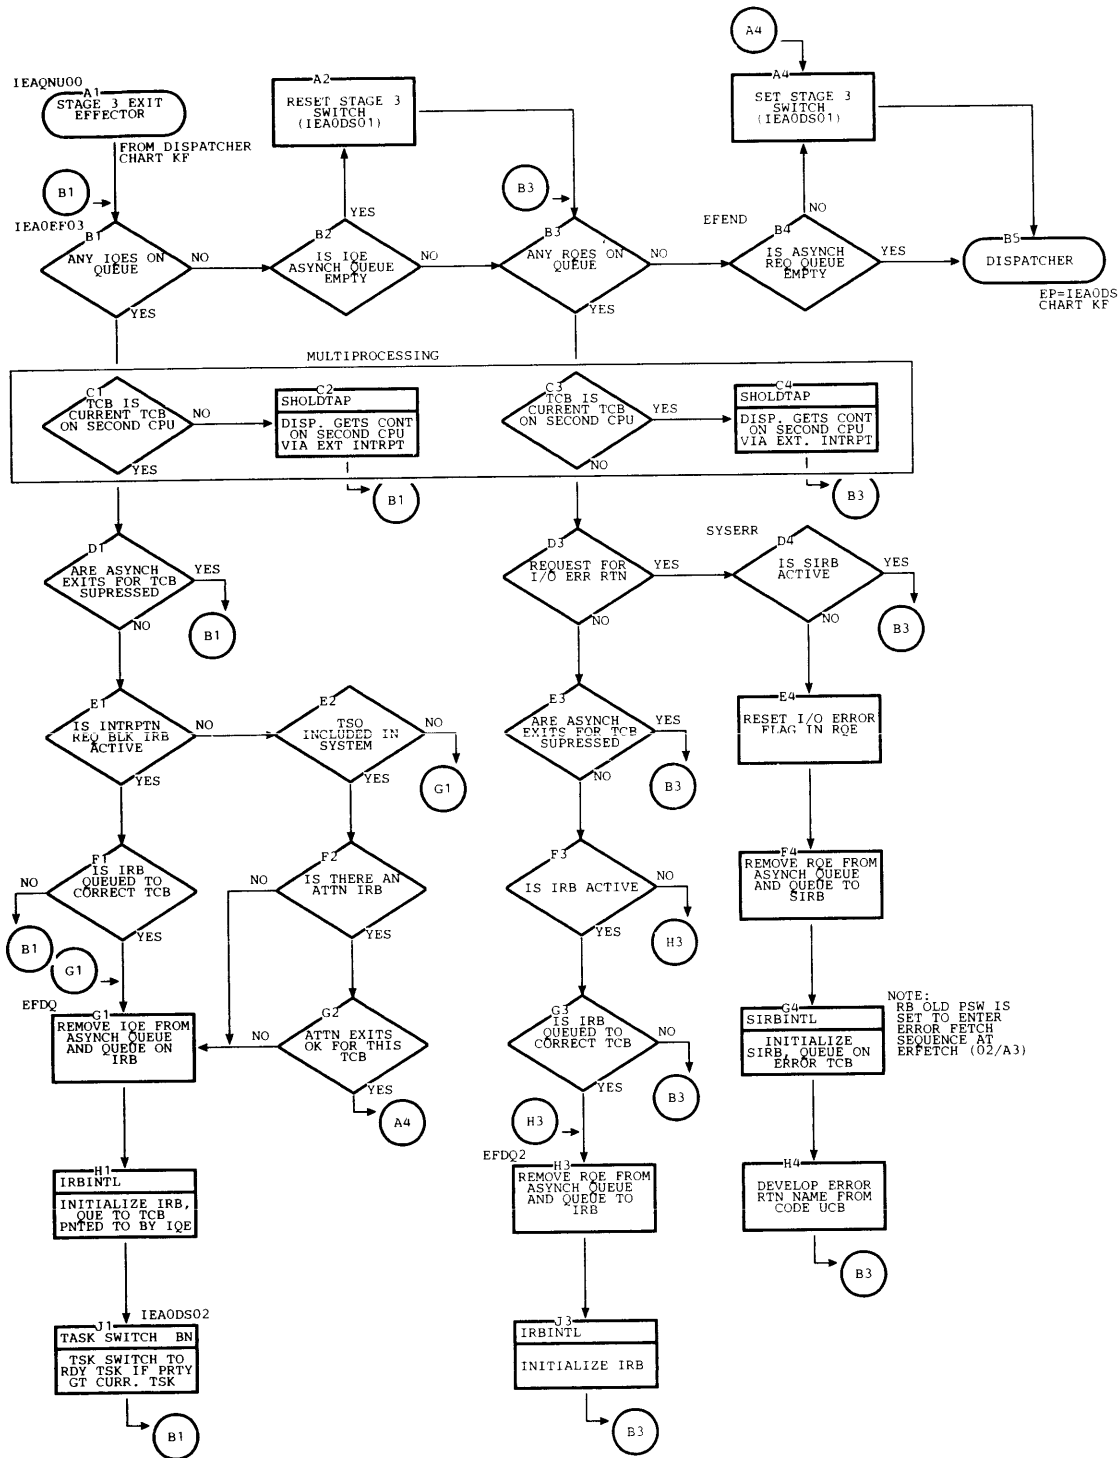 IEAQNU00
A1
STAGE 3 EXIT
EFFECTOR
FROM DISPATCHER
CHART KF
A2
RESET STAGE 3
SWITCH
(IEA0DS01)
A4
A4
SET STAGE 3
SWITCH
(IEA0DS01)
B1
B3
IEA0EF03
B1
ANY IQES ON
QUEUE
NO
YES
B2
IS IQE
ASYNCH QUEUE
EMPTY
YES
NO
B3
ANY RQES ON
QUEUE
NO
YES
EFEND
B4
IS ASYNCH
REQ QUEUE
EMPTY
NO
YES
B5
DISPATCHER
EP=IEA0DS
CHART KF
MULTIPROCESSING
C1
TCB IS
CURRENT TCB
ON SECOND CPU
NO
YES
C2
SHOLDTAP
DISP. GETS CONT
ON SECOND CPU
VIA EXT INTRPT
B1
C3
TCB IS
CURRENT TCB
ON SECOND CPU
YES
NO
C4
SHOLDTAP
DISP. GETS CONT
ON SECOND CPU
VIA EXT. INTRPT
B3
D1
ARE ASYNCH
EXITS FOR TCB
SUPRESSED
YES
NO
B1
D3
REQUEST FOR
I/O ERR RTN
YES
NO
SYSERR
D4
IS SIRB
ACTIVE
YES
NO
B3
E1
IS INTRPTN
REQ BLK IRB
ACTIVE
NO
YES
E2
TSO
INCLUDED IN
SYSTEM
NO
YES
G1
E3
ARE ASYNCH
EXITS FOR TCB
SUPRESSED
YES
NO
B3
E4
RESET I/O ERROR
FLAG IN RQE
F1
IS IRB
QUEUED TO
CORRECT TCB
NO
YES
B1
G1
F2
IS THERE AN
ATTN IRB
NO
YES
F3
IS IRB ACTIVE
NO
YES
H3
F4
REMOVE RQE FROM
ASYNCH QUEUE
AND QUEUE TO
SIRB
EFDQ
G1
REMOVE IQE FROM
ASYNCH QUEUE
AND QUEUE ON
IRB
G2
ATTN EXITS
OK FOR THIS
TCB
NO
YES
A4
G3
IS IRB
QUEUED TO
CORRECT TCB
NO
YES
B3
H3
G4
SIRBINTL
INITIALIZE
SIRB, QUEUE ON
ERROR TCB
NOTE:
RB OLD PSW IS
SET TO ENTER
ERROR FETCH
SEQUENCE AT
ERFETCH (02/A3)
H1
IRBINTL
INITIALIZE IRB,
QUE TO TCB
PNTED TO BY IQE
EFDQ2
H3
REMOVE RQE FROM
ASYNCH QUEUE
AND QUEUE TO
IRB
H4
DEVELOP ERROR
RTN NAME FROM
CODE UCB
B3
IEA0DS02
J1
TASK SWITCH BN
TSK SWITCH TO
RDY TSK IF PRTY
GT CURR. TSK
B1
J3
IRBINTL
INITIALIZE IRB
B3